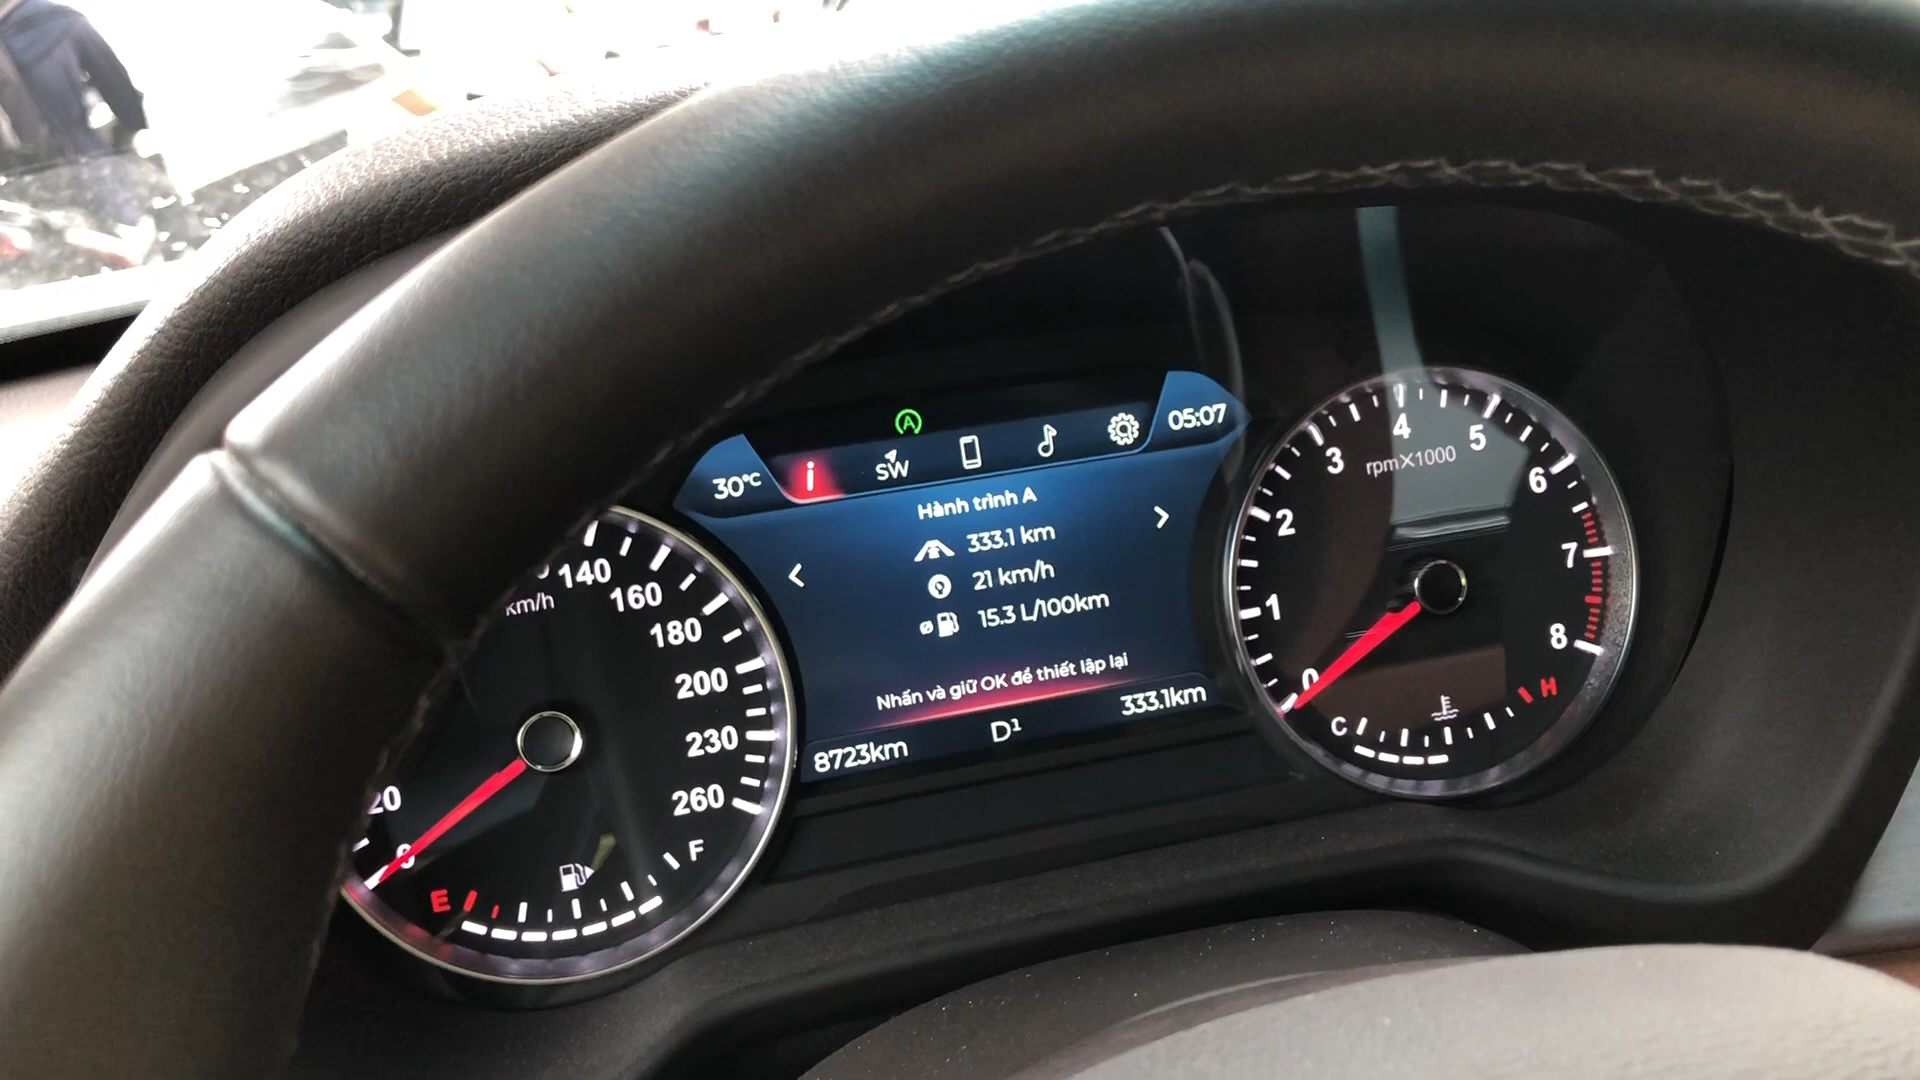 05:07
30°C
i
SW
Hành trình A
333.1 km
21 km/h
15.3 L/100km
Nhấn và giữ OK để thiết lập lại
8723km
D1
333.1km
km/h
0
20
140
160
180
200
230
260
E
F
rpm×1000
0
1
2
3
4
5
6
7
8
C
H
A